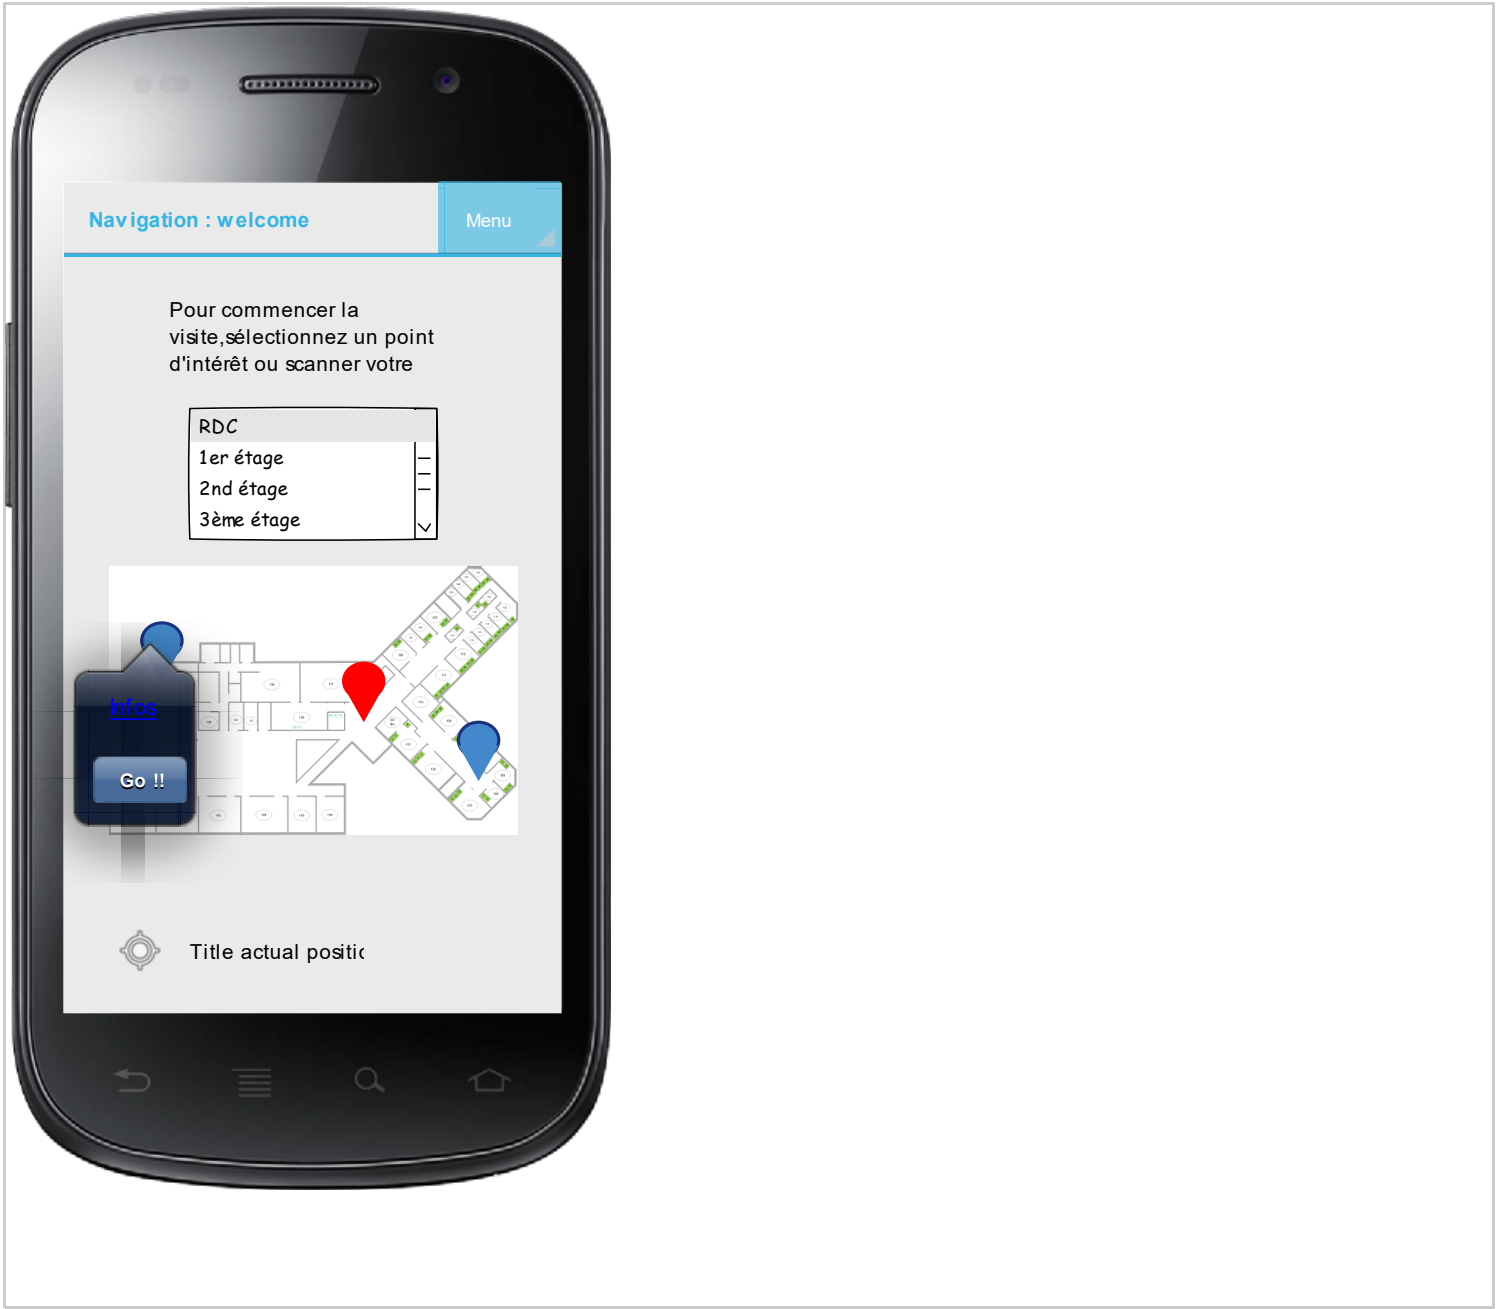 Navigation : welcome
Menu
Pour commencer la
visite,sélectionnez un point
d'intérêt ou scanner votre
RDC
1er étage
2nd étage
3ème étage
Infos
Go !!
Title actual positic